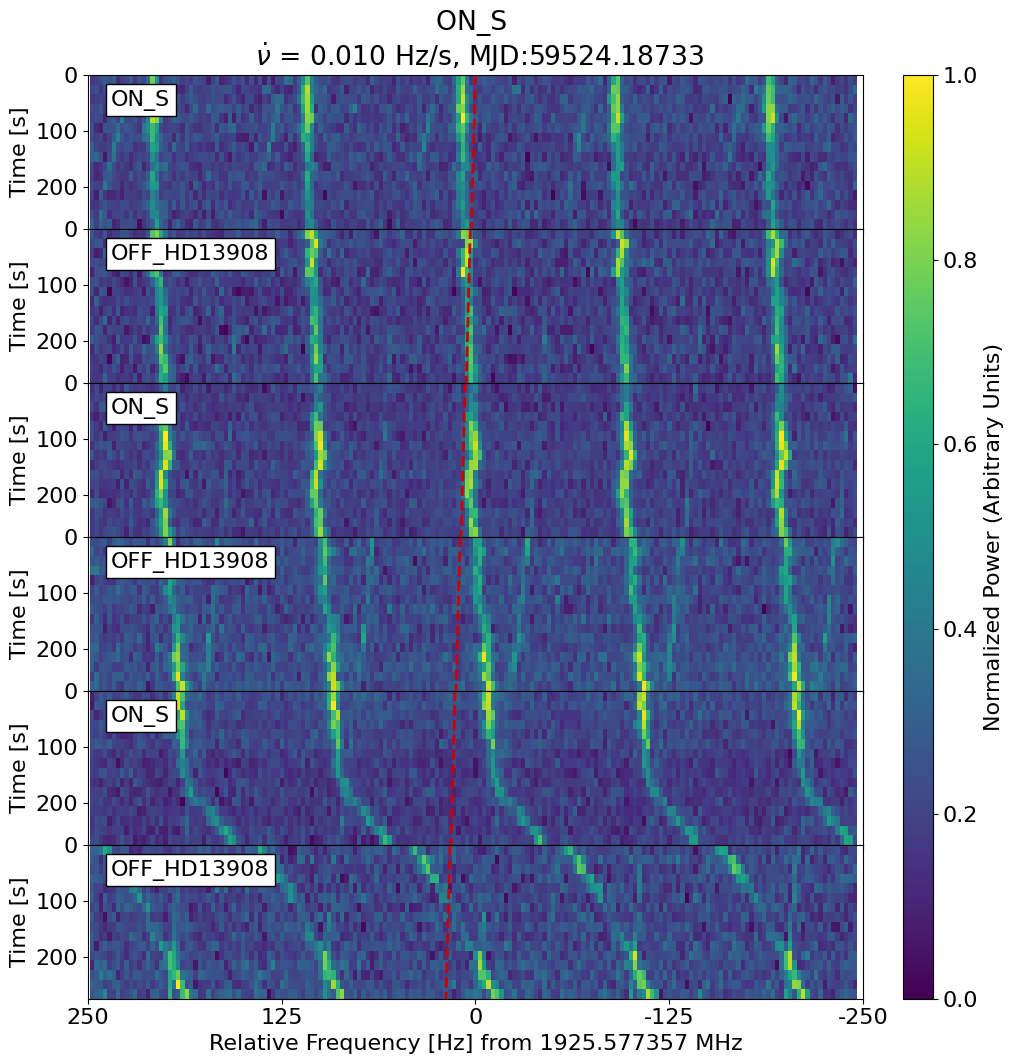 ON_S
ν̇ = 0.010 Hz/s, MJD:59524.18733
0
100
200
Time [s]
ON_S
0
100
200
Time [s]
OFF_HD13908
0
100
200
Time [s]
ON_S
0
100
200
Time [s]
OFF_HD13908
0
100
200
Time [s]
ON_S
0
100
200
Time [s]
OFF_HD13908
250 125 0 -125 -250
Relative Frequency [Hz] from 1925.577357 MHz
1.0
0.8
0.6
0.4
0.2
0.0
Normalized Power (Arbitrary Units)